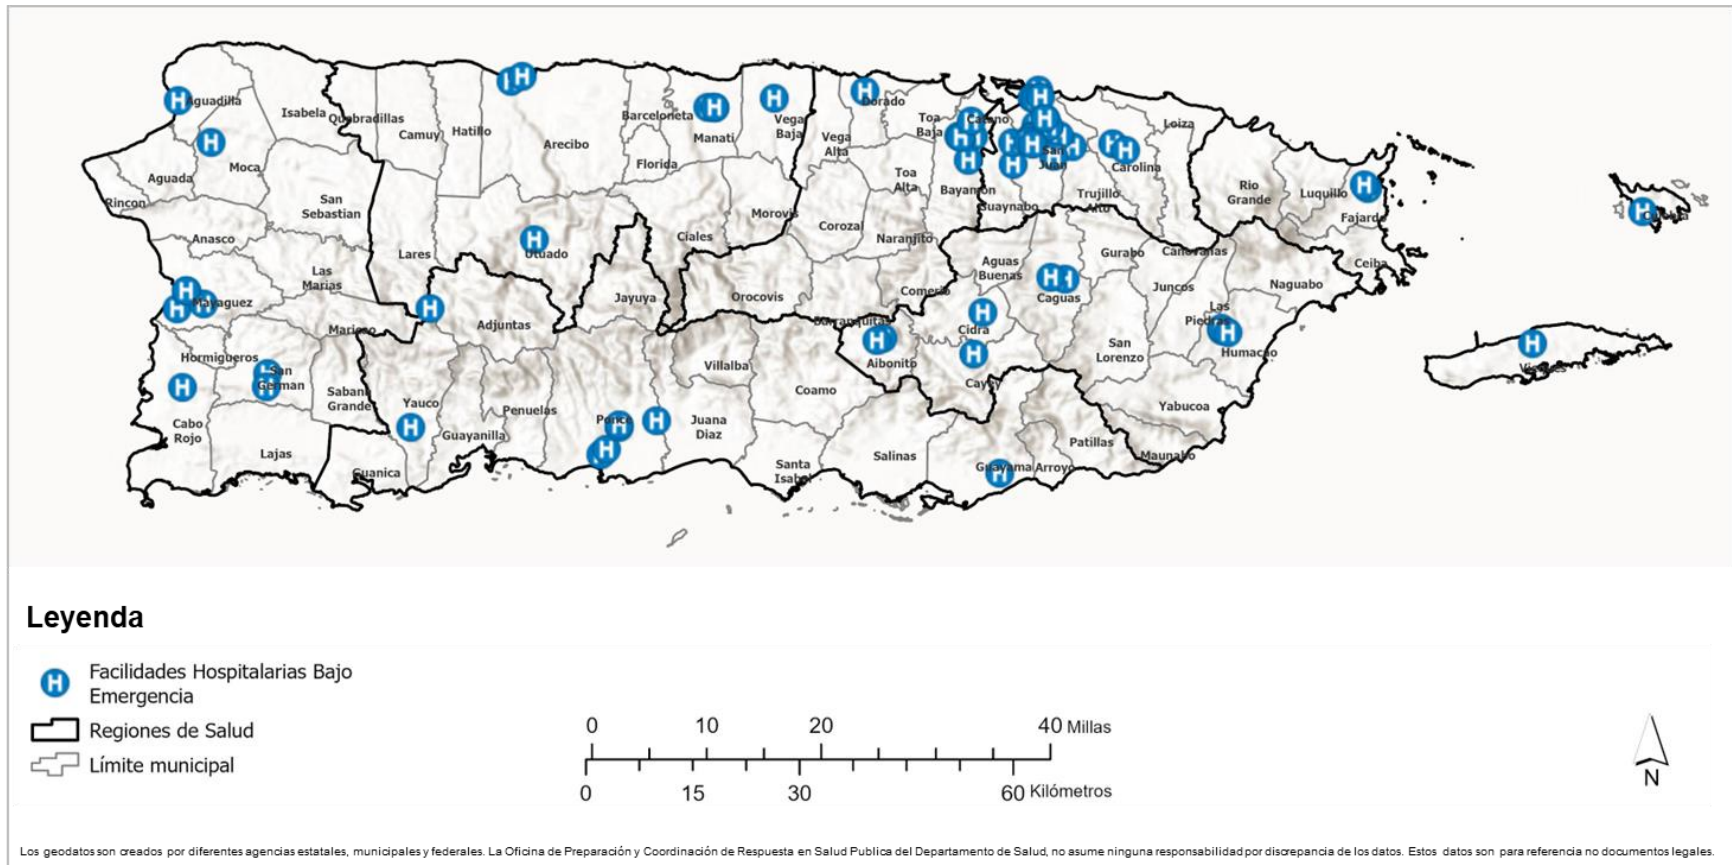 Aguadilla
Isabela
Quebradillas
Camuy
Hatillo
Arecibo
Barceloneta
Manati
Vega
Baja
Dorado
Vega
Alta
Toa
Baja
Catano
San
Juan
Loiza
Carolina
Moca
Aguada
Rincon
San
Sebastian
Florida
Toa
Alta
Bayamon
Guaynabo
Trujillo
Alto
Rio
Grande
Luquillo
Fajardo
Ceiba
Anasco
Lares
Utuado
Ciales
Morovis
Corozal
Naranjito
Aguas
Buenas
Gurabo
Canovanas
Naguabo
Las
Marias
Mayaguez
Maricao
Adjuntas
Jayuya
Orocovis
Comerio
Caguas
Juncos
Las
Piedras
Humacao
Barranquitas
Cidra
Aibonito
Cayey
San
Lorenzo
Vieques
Hormigueros
San
German
Sabana
Grande
Yauco
Guayanilla
Penuelas
Ponce
Villalba
Juana
Diaz
Coamo
Yabucoa
Cabo
Rojo
Lajas
Guanica
Santa
Isabel
Salinas
Guayama
Arroyo
Patillas
Maunabo
Leyenda
H
Facilidades Hospitalarias Bajo
Emergencia
Regiones de Salud
Límite municipal
0 10 20 40 Millas
0 15 30 60 Kilómetros
N
Los geodatos son creados por diferentes agencias estatales, municipales y federales. La Oficina de Preparación y Coordinación de Respuesta en Salud Publica del Departamento de Salud, no asume ninguna responsabilidad por discrepancia de los datos. Estos datos son para referencia no documentos legales.